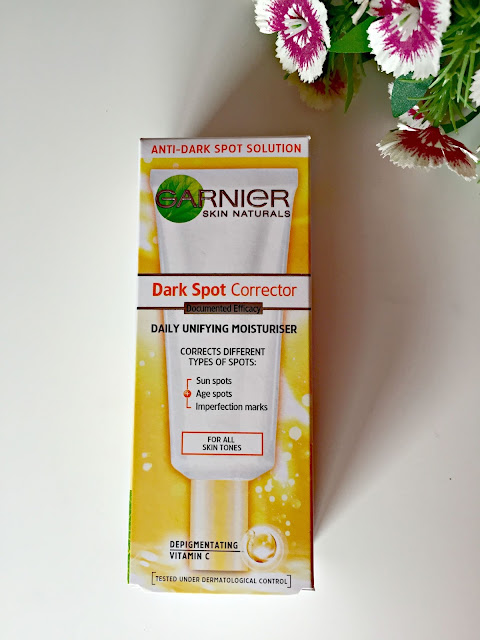 ANTI-DARK SPOT SOLUTION
GARNIER
SKIN NATURALS
Dark Spot Corrector
Documented Efficacy
DAILY UNIFYING MOISTURISER
CORRECTS DIFFERENT
TYPES OF SPOTS:
Sun spots
Age spots
Imperfection marks
FOR ALL
SKIN TONES
DEPIGMENTATING
VITAMIN C
[TESTED UNDER DERMATOLOGICAL CONTROL]